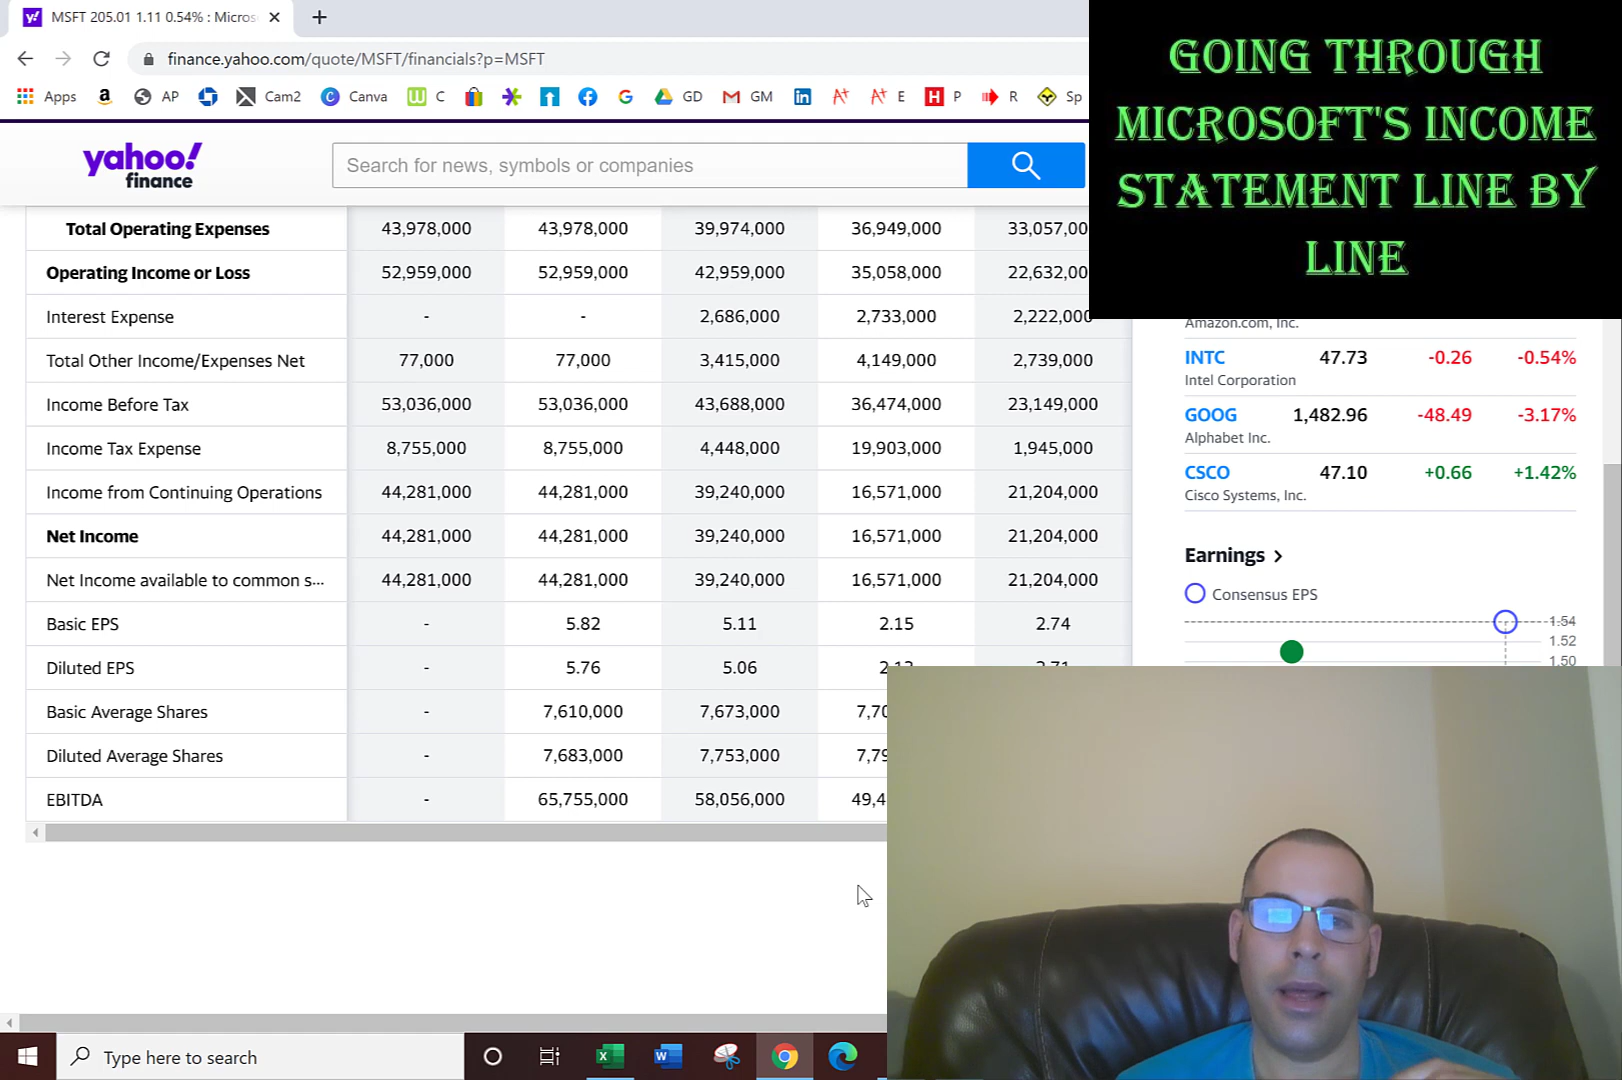 MSFT 205.01 1.11 0.54% : Micros
finance.yahoo.com/quote/MSFT/financials?p=MSFT
Apps AP Cam2 Canva C GD GM E P R Sp
GOING THROUGH
MICROSOFT'S INCOME
STATEMENT LINE BY
LINE
yahoo!
finance
Search for news, symbols or companies
Total Operating Expenses 43,978,000 43,978,000 39,974,000 36,949,000 33,057,00
Operating Income or Loss 52,959,000 52,959,000 42,959,000 35,058,000 22,632,00
Interest Expense - - 2,686,000 2,733,000 2,222,000
Total Other Income/Expenses Net 77,000 77,000 3,415,000 4,149,000 2,739,000
Income Before Tax 53,036,000 53,036,000 43,688,000 36,474,000 23,149,000
Income Tax Expense 8,755,000 8,755,000 4,448,000 19,903,000 1,945,000
Income from Continuing Operations 44,281,000 44,281,000 39,240,000 16,571,000 21,204,000
Net Income 44,281,000 44,281,000 39,240,000 16,571,000 21,204,000
Net Income available to common s... 44,281,000 44,281,000 39,240,000 16,571,000 21,204,000
Basic EPS - 5.82 5.11 2.15 2.74
Diluted EPS - 5.76 5.06 2.13 2.71
Basic Average Shares - 7,610,000 7,673,000 7,70
Diluted Average Shares - 7,683,000 7,753,000 7,79
EBITDA - 65,755,000 58,056,000 49,4
Amazon.com, Inc.
INTC 47.73 -0.26 -0.54%
Intel Corporation
GOOG 1,482.96 -48.49 -3.17%
Alphabet Inc.
CSCO 47.10 +0.66 +1.42%
Cisco Systems, Inc.
Earnings >
Consensus EPS
1.54
1.52
1.50
Type here to search